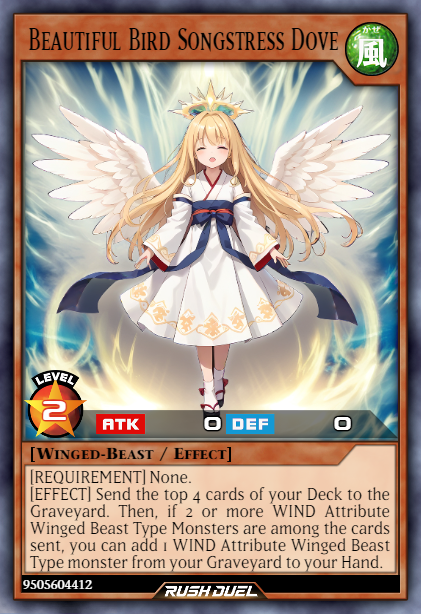 BEAUTIFUL BIRD SONGSTRESS DOVE
かぜ
風
LEVEL
2
ATK 0 DEF 0
[WINGED-BEAST / EFFECT]
[REQUIREMENT] None.
[EFFECT] Send the top 4 cards of your Deck to the
Graveyard. Then, if 2 or more WIND Attribute
Winged Beast Type Monsters are among the cards
sent, you can add 1 WIND Attribute Winged Beast
Type monster from your Graveyard to your Hand.
9505604412
RUSH DUEL